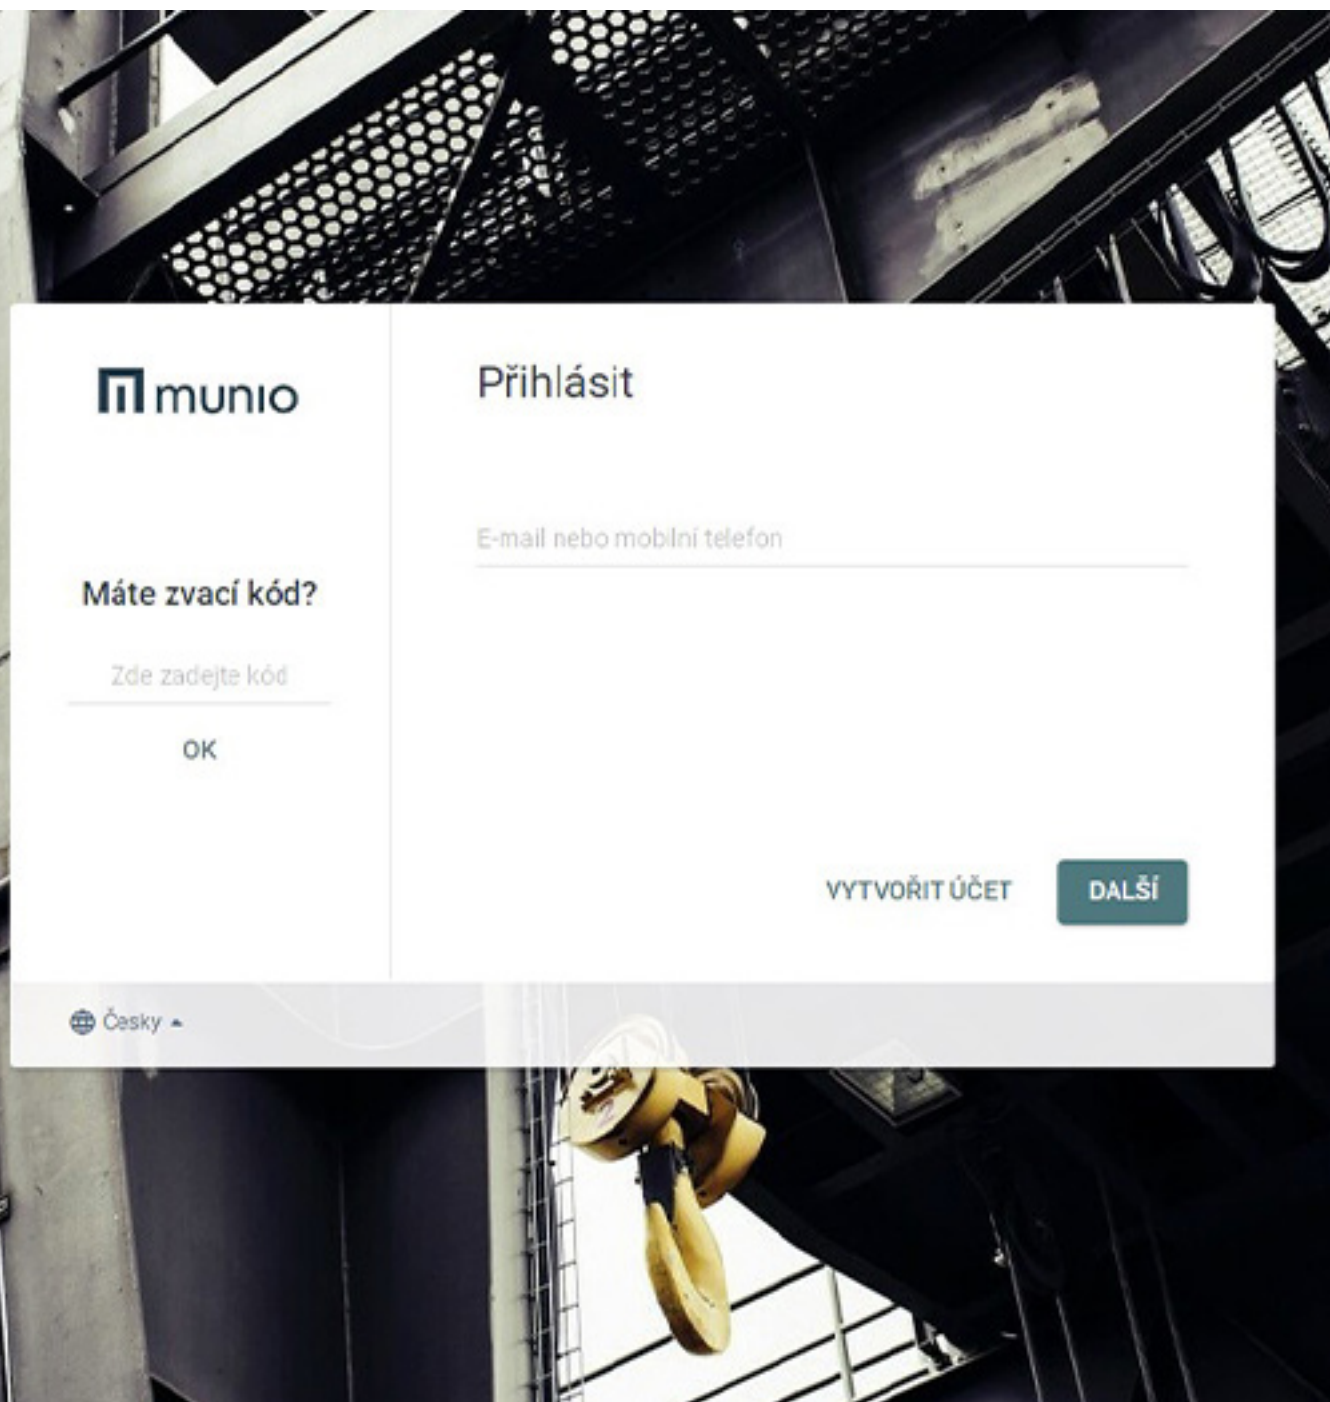 munio
Máte zvací kód?
Zde zadejte kód
OK
Přihlásit
E-mail nebo mobilní telefon
VYTVOŘIT ÚČET
DALŠÍ
Česky